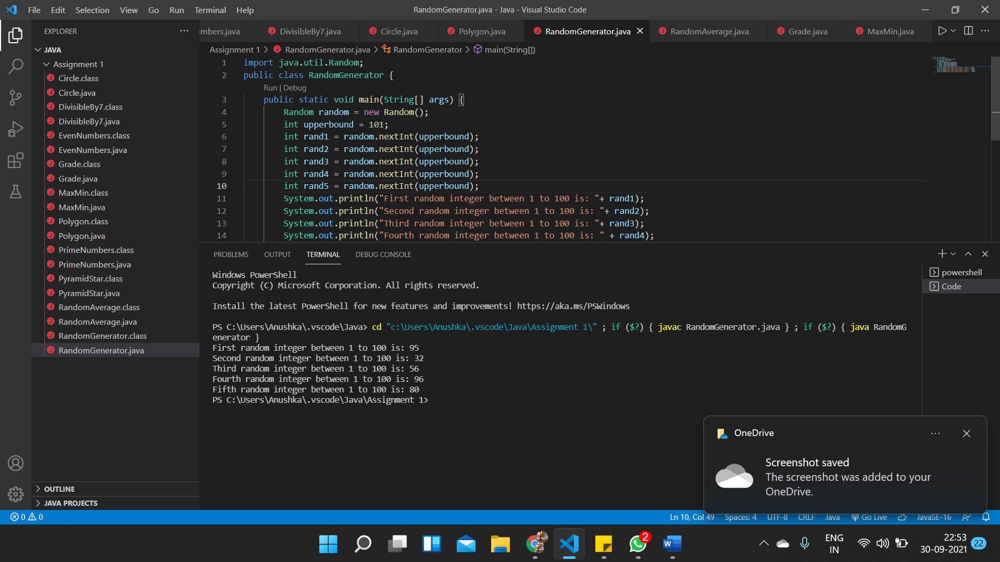 File Edit Selection View Go Run Terminal Help
RandomGenerator.java - Java - Visual Studio Code
EXPLORER
JAVA
Assignment 1
Circle.class
Circle.java
DivisibleBy7.class
DivisibleBy7.java
EvenNumbers.class
EvenNumbers.java
Grade.class
Grade.java
MaxMin.class
MaxMin.java
Polygon.class
Polygon.java
PrimeNumbers.class
PrimeNumbers.java
PyramidStar.class
PyramidStar.java
RandomAverage.class
RandomAverage.java
RandomGenerator.class
RandomGenerator.java
OUTLINE
JAVA PROJECTS
mbers.java DivisibleBy7.java Circle.java Polygon.java RandomGenerator.java RandomAverage.java Grade.java MaxMin.java
Assignment 1 > RandomGenerator.java > RandomGenerator > main(String[])
1 import java.util.Random;
2 public class RandomGenerator {
Run | Debug
3 public static void main(String[] args) {
4 Random random = new Random();
5 int upperbound = 101;
6 int rand1 = random.nextInt(upperbound);
7 int rand2 = random.nextInt(upperbound);
8 int rand3 = random.nextInt(upperbound);
9 int rand4 = random.nextInt(upperbound);
10 int rand5 = random.nextInt(upperbound);
11 System.out.println("First random integer between 1 to 100 is: "+ rand1);
12 System.out.println("Second random integer between 1 to 100 is: "+ rand2);
13 System.out.println("Third random integer between 1 to 100 is: "+ rand3);
14 System.out.println("Fourth random integer between 1 to 100 is: " + rand4);
PROBLEMS OUTPUT TERMINAL DEBUG CONSOLE
powershell
Code
Windows PowerShell
Copyright (C) Microsoft Corporation. All rights reserved.
Install the latest PowerShell for new features and improvements! https://aka.ms/PSWindows
PS C:\Users\Anushka\.vscode\Java> cd "c:\Users\Anushka\.vscode\Java\Assignment 1\" ; if ($?) { javac RandomGenerator.java } ; if ($?) { java RandomG
enerator }
First random integer between 1 to 100 is: 95
Second random integer between 1 to 100 is: 32
Third random integer between 1 to 100 is: 56
Fourth random integer between 1 to 100 is: 96
Fifth random integer between 1 to 100 is: 80
PS C:\Users\Anushka\.vscode\Java\Assignment 1>
OneDrive
Screenshot saved
The screenshot was added to your
OneDrive.
0 0
Ln 10, Col 49 Spaces: 4 UTF-8 CRLF Java Go Live JavaSE-16
2
ENG
IN
22:53
30-09-2021
22